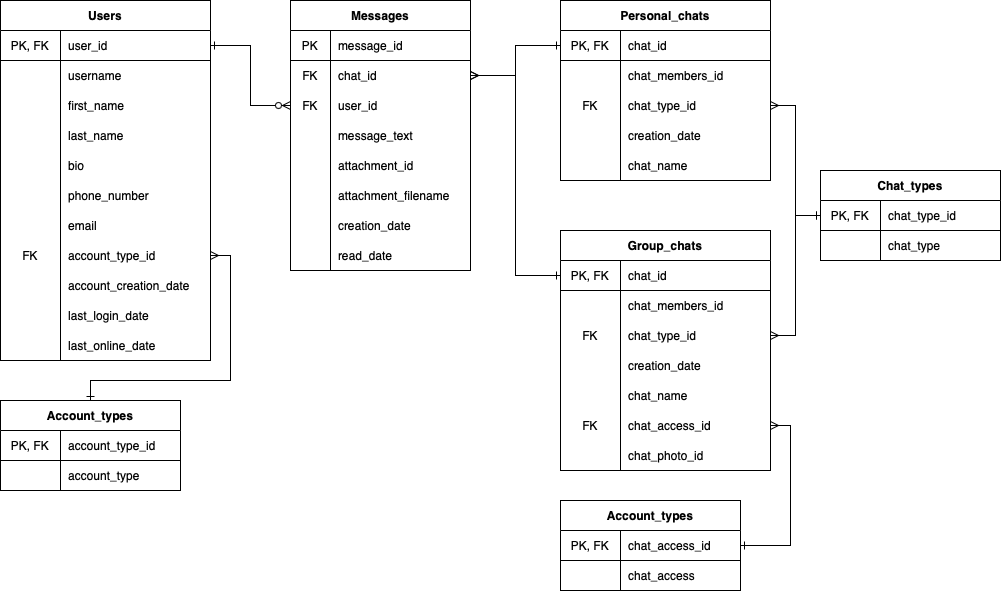 Users
PK, FK user_id
username
first_name
last_name
bio
phone_number
email
FK account_type_id
account_creation_date
last_login_date
last_online_date
Account_types
PK, FK account_type_id
account_type
Messages
PK message_id
FK chat_id
FK user_id
message_text
attachment_id
attachment_filename
creation_date
read_date
Personal_chats
PK, FK chat_id
chat_members_id
FK chat_type_id
creation_date
chat_name
Group_chats
PK, FK chat_id
chat_members_id
FK chat_type_id
creation_date
chat_name
FK chat_access_id
chat_photo_id
Account_types
PK, FK chat_access_id
chat_access
Chat_types
PK, FK chat_type_id
chat_type